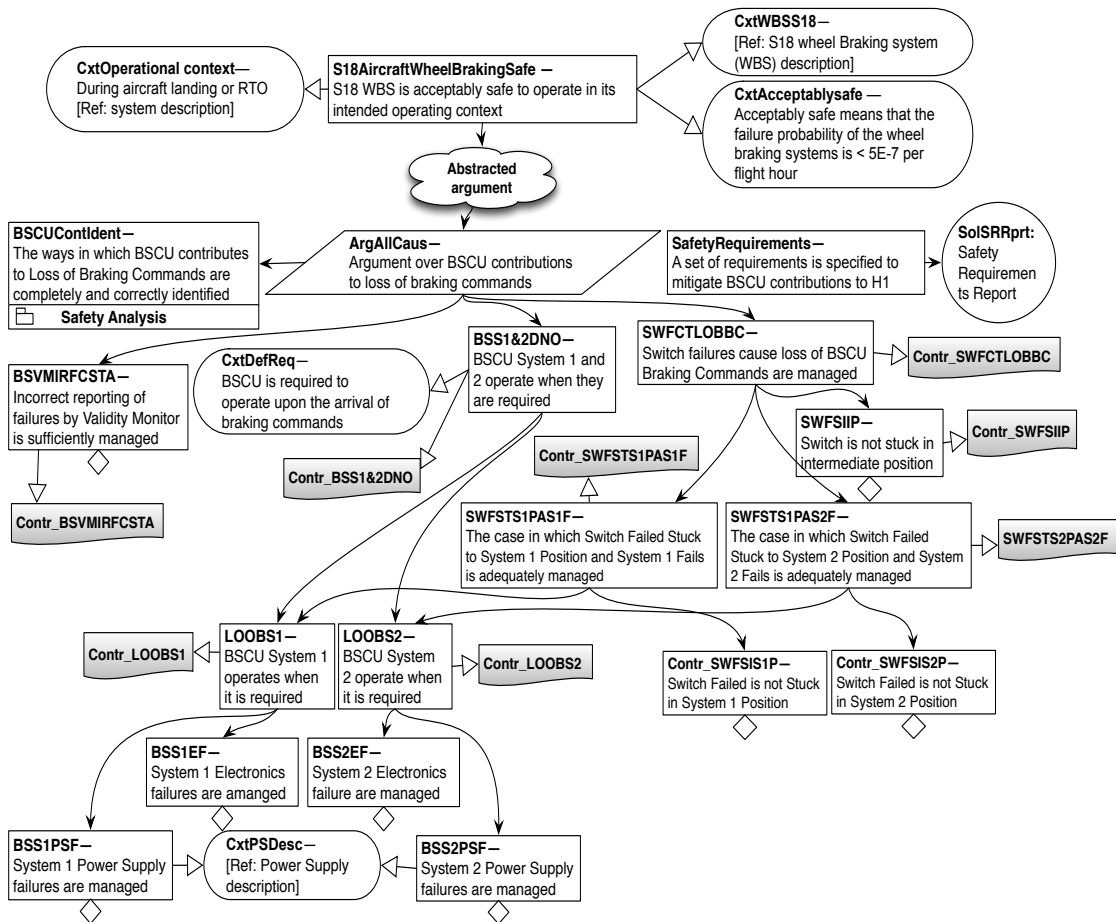 CxtWBSS18—
[Ref: S18 wheel Braking system
(WBS) description]
CxtOperational context—
During aircraft landing or RTO
[Ref: system description]
S18AircraftWheelBrakingSafe —
S18 WBS is acceptably safe to operate in its
intended operating context
CxtAcceptablysafe —
Acceptably safe means that the
failure probability of the wheel
braking systems is < 5E-7 per
flight hour
Abstracted
argument
BSCUContIdent—
The ways in which BSCU contributes
to Loss of Braking Commands are
completely and correctly identified
Safety Analysis
ArgAllCaus—
Argument over BSCU contributions
to loss of braking commands
SafetyRequirements—
A set of requirements is specified to
mitigate BSCU contributions to H1
SolSRRprt:
Safety
Requiremen
ts Report
BSVMIRFCSTA—
Incorrect reporting of
failures by Validity Monitor
is sufficiently managed
CxtDefReq—
BSCU is required to
operate upon the arrival of
braking commands
BSS1&2DNO—
BSCU System 1 and
2 operate when they
are required
SWFCTLOBBC—
Switch failures cause loss of BSCU
Braking Commands are managed
Contr_SWFCTLOBBC
SWFSIIP—
Switch is not stuck in
intermediate position
Contr_SWFSIIP
Contr_SWFSTS1PAS1F
Contr_BSS1&2DNO
Contr_BSVMIRFCSTA
SWFSTS1PAS1F—
The case in which Switch Failed Stuck
to System 1 Position and System 1 Fails
is adequately managed
SWFSTS1PAS2F—
The case in which Switch Failed
Stuck to System 2 Position and System
2 Fails is adequately managed
SWFSTS2PAS2F
Contr_LOOBS1
LOOBS1—
BSCU System 1
operates when
it is required
LOOBS2—
BSCU System
2 operate when
it is required
Contr_LOOBS2
Contr_SWFSIS1P—
Switch Failed is not Stuck
in System 1 Position
Contr_SWFSIS2P—
Switch Failed is not Stuck
in System 2 Position
BSS1EF—
System 1 Electronics
failures are amanged
BSS2EF—
System 2 Electronics
failure are managed
BSS1PSF—
System 1 Power Supply
failures are managed
CxtPSDesc—
[Ref: Power Supply
description]
BSS2PSF—
System 2 Power Supply
failures are managed